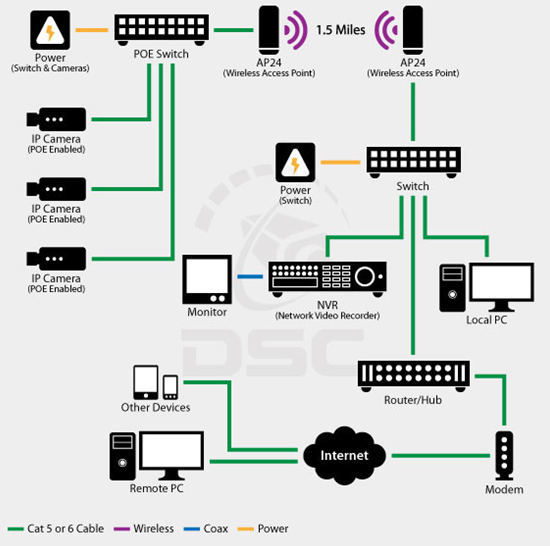 Power
(Switch & Cameras)
POE Switch
AP24
(Wireless Access Point)
1.5 Miles
AP24
(Wireless Access Point)
IP Camera
(POE Enabled)
IP Camera
(POE Enabled)
IP Camera
(POE Enabled)
Power
(Switch)
Switch
Monitor
NVR
(Network Video Recorder)
Local PC
DSC
Router/Hub
Other Devices
Remote PC
Internet
Modem
Cat 5 or 6 Cable
Wireless
Coax
Power